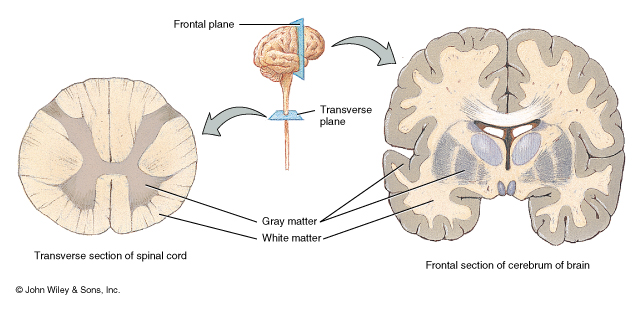 Frontal plane
Transverse
plane
Gray matter
White matter
Transverse section of spinal cord
Frontal section of cerebrum of brain
© John Wiley & Sons, Inc.